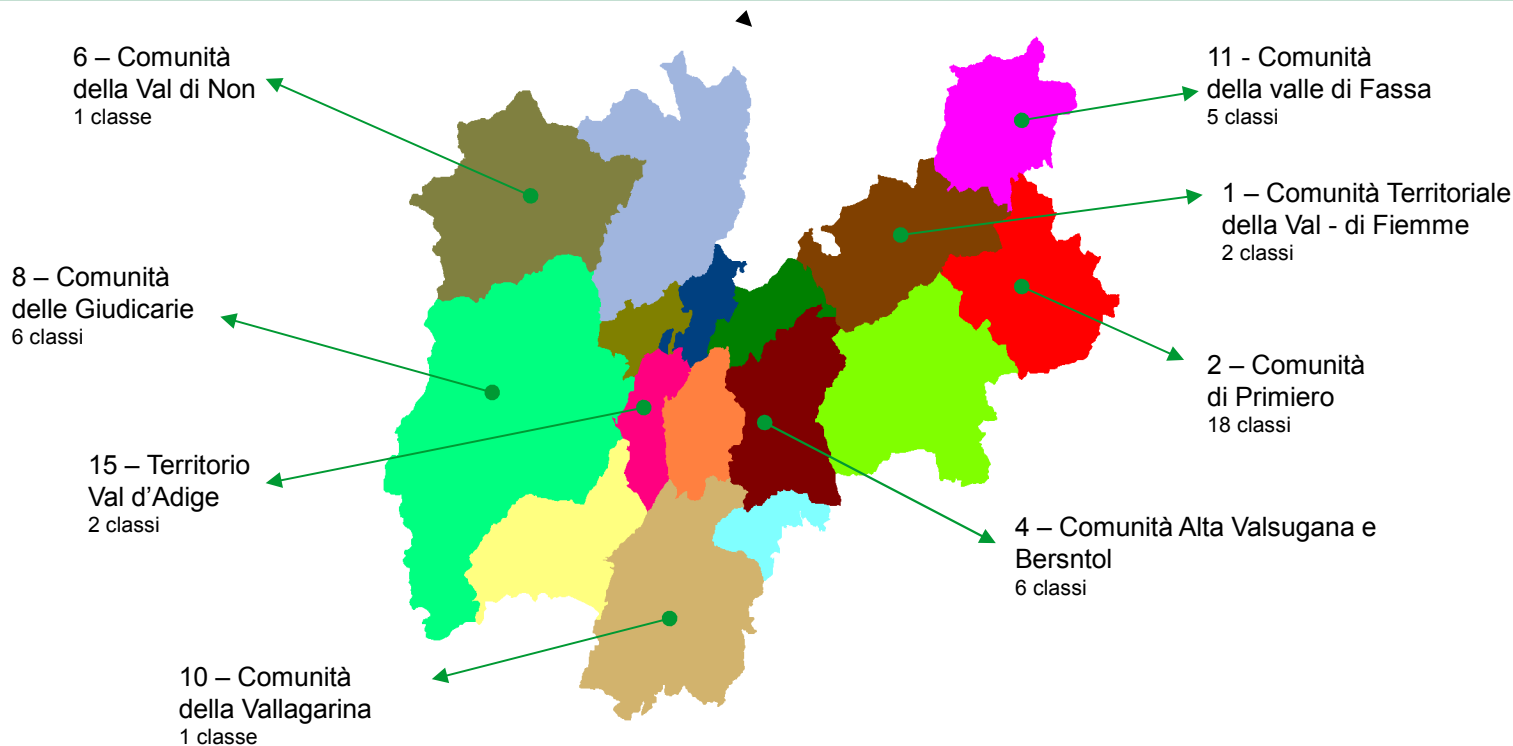 6 – Comunità
della Val di Non
1 classe
11 - Comunità
della valle di Fassa
5 classi
1 – Comunità Territoriale
della Val - di Fiemme
2 classi
8 – Comunità
delle Giudicarie
6 classi
2 – Comunità
di Primiero
18 classi
15 – Territorio
Val d’Adige
2 classi
4 – Comunità Alta Valsugana e
Bersntol
6 classi
10 – Comunità
della Vallagarina
1 classe